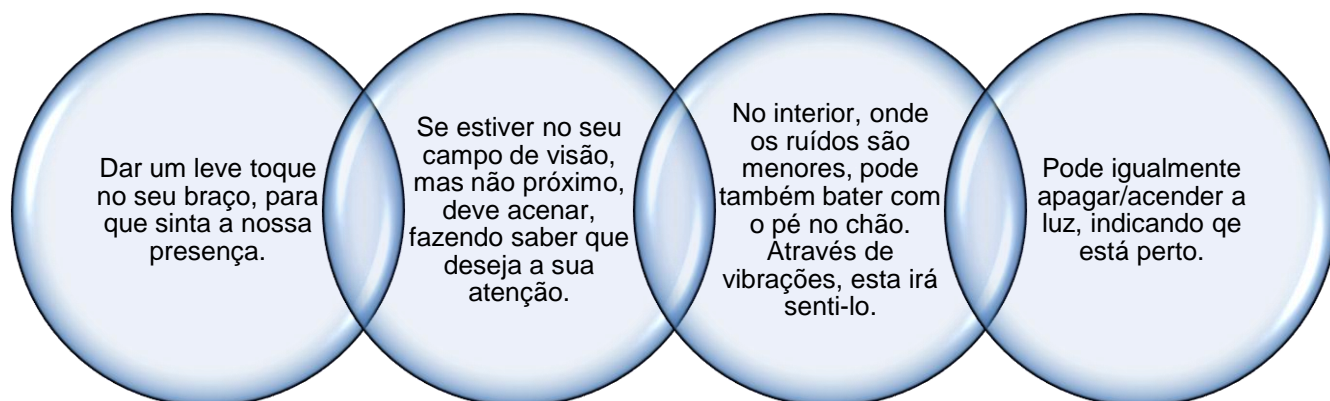 Dar um leve toque
no seu braço, para
que sinta a nossa
presença.
Se estiver no seu
campo de visão,
mas não próximo,
deve acenar,
fazendo saber que
deseja a sua
atenção.
No interior, onde
os ruídos são
menores, pode
também bater com
o pé no chão.
Através de
vibrações, esta irá
senti-lo.
Pode igualmente
apagar/acender a
luz, indicando qe
está perto.